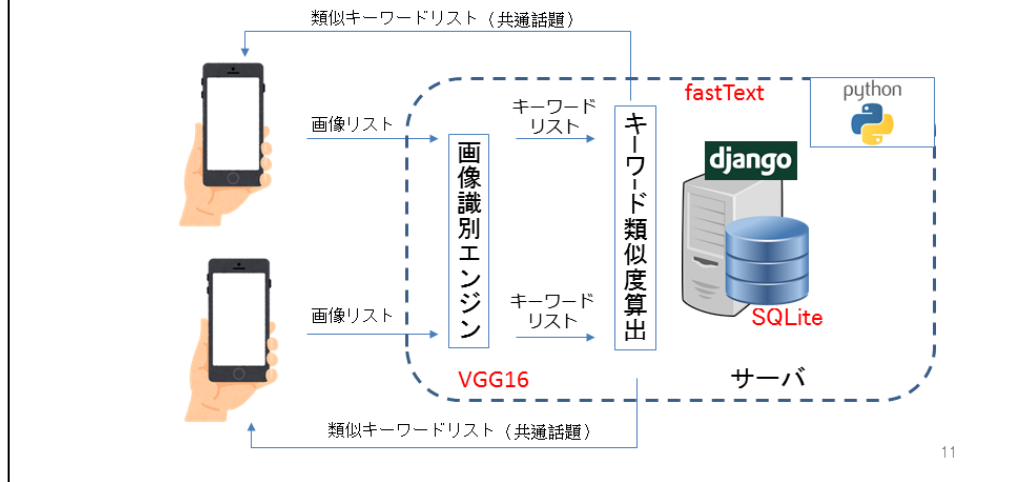 類似キーワードリスト（共通話題）
fastText
python
画像リスト
キーワード
リスト
django
画像識別エンジン
キーワード類似度算出
画像リスト
キーワード
リスト
SQLite
VGG16
サーバ
類似キーワードリスト（共通話題）
11